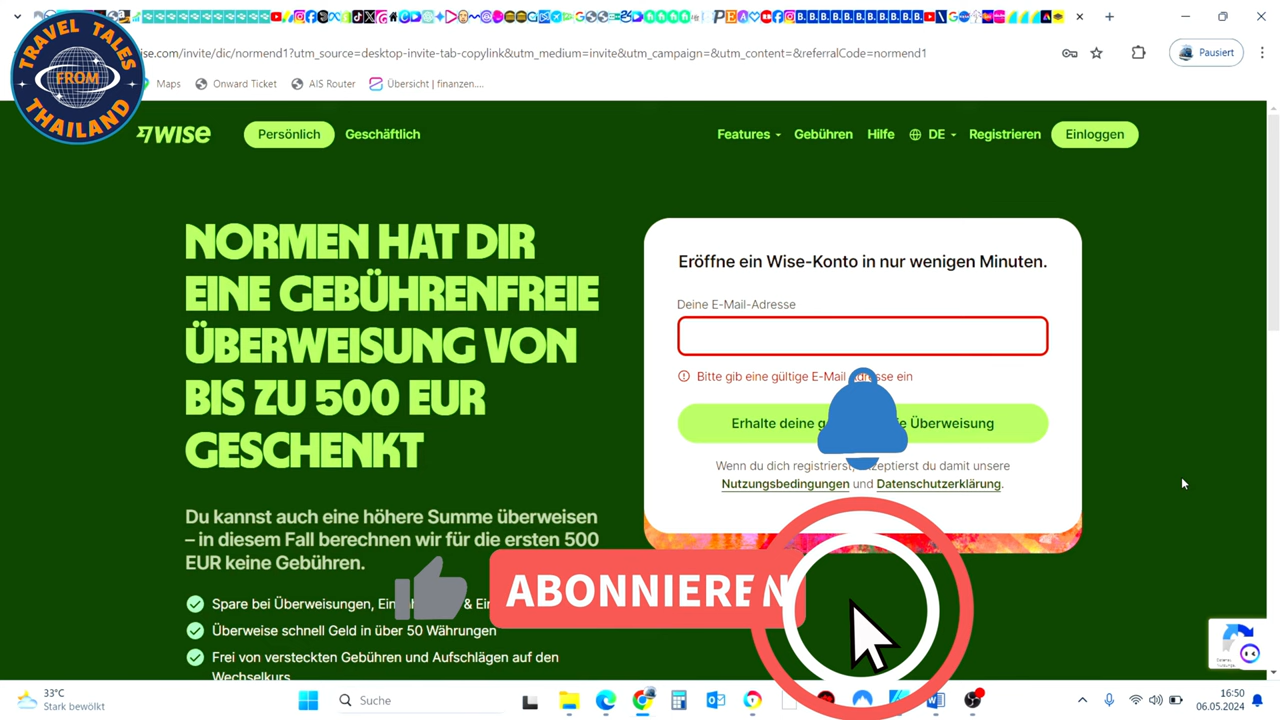 TRAVEL TALES
FROM
THAILAND
ise.com/invite/dic/normend1?utm_source=desktop-invite-tab-copylink&utm_medium=invite&utm_campaign=&utm_content=&referralCode=normend1
Pausiert
Maps
Onward Ticket
AIS Router
Übersicht | finanzen....
WISE
Persönlich
Geschäftlich
Features
Gebühren
Hilfe
DE
Registrieren
Einloggen
NORMEN HAT DIR
EINE GEBÜHRENFREIE
ÜBERWEISUNG VON
BIS ZU 500 EUR
GESCHENKT
Du kannst auch eine höhere Summe überweisen
– in diesem Fall berechnen wir für die ersten 500
EUR keine Gebühren.
Spare bei Überweisungen,
Überweise schnell Geld in über 50 Währungen
Frei von versteckten Gebühren und Aufschlägen auf den
Wechselkurs
Eröffne ein Wise-Konto in nur wenigen Minuten.
Deine E-Mail-Adresse
Bitte gib eine gültige E-Mail Adresse ein
Erhalte deine Überweisung
Wenn du dich registrierst, akzeptierst du damit unsere
Nutzungsbedingungen und Datenschutzerklärung.
ABONNIEREN
33°C
Stark bewölkt
Suche
16:50
06.05.2024